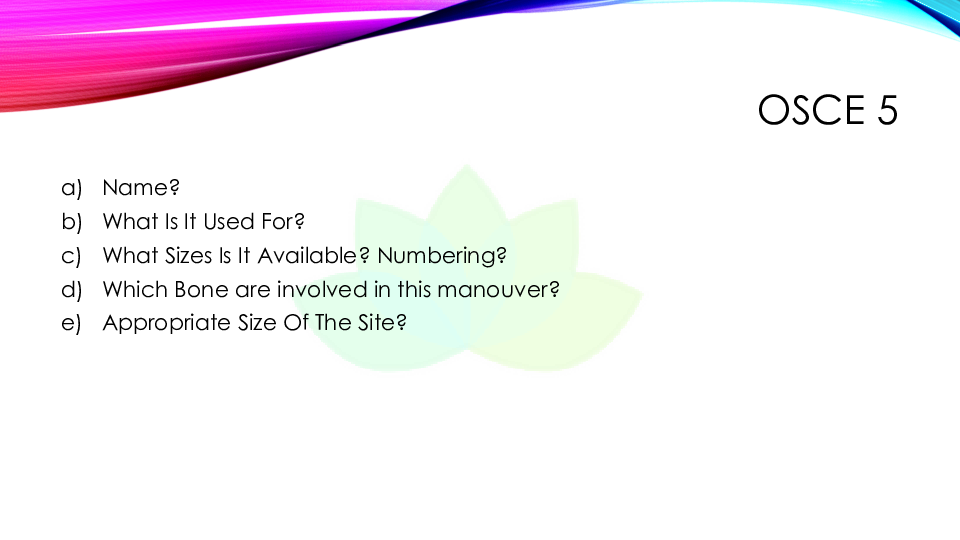 OSCE 5
a) Name?
b) What Is It Used For?
c) What Sizes Is It Available? Numbering?
d) Which Bone are involved in this manouver?
e) Appropriate Size Of The Site?